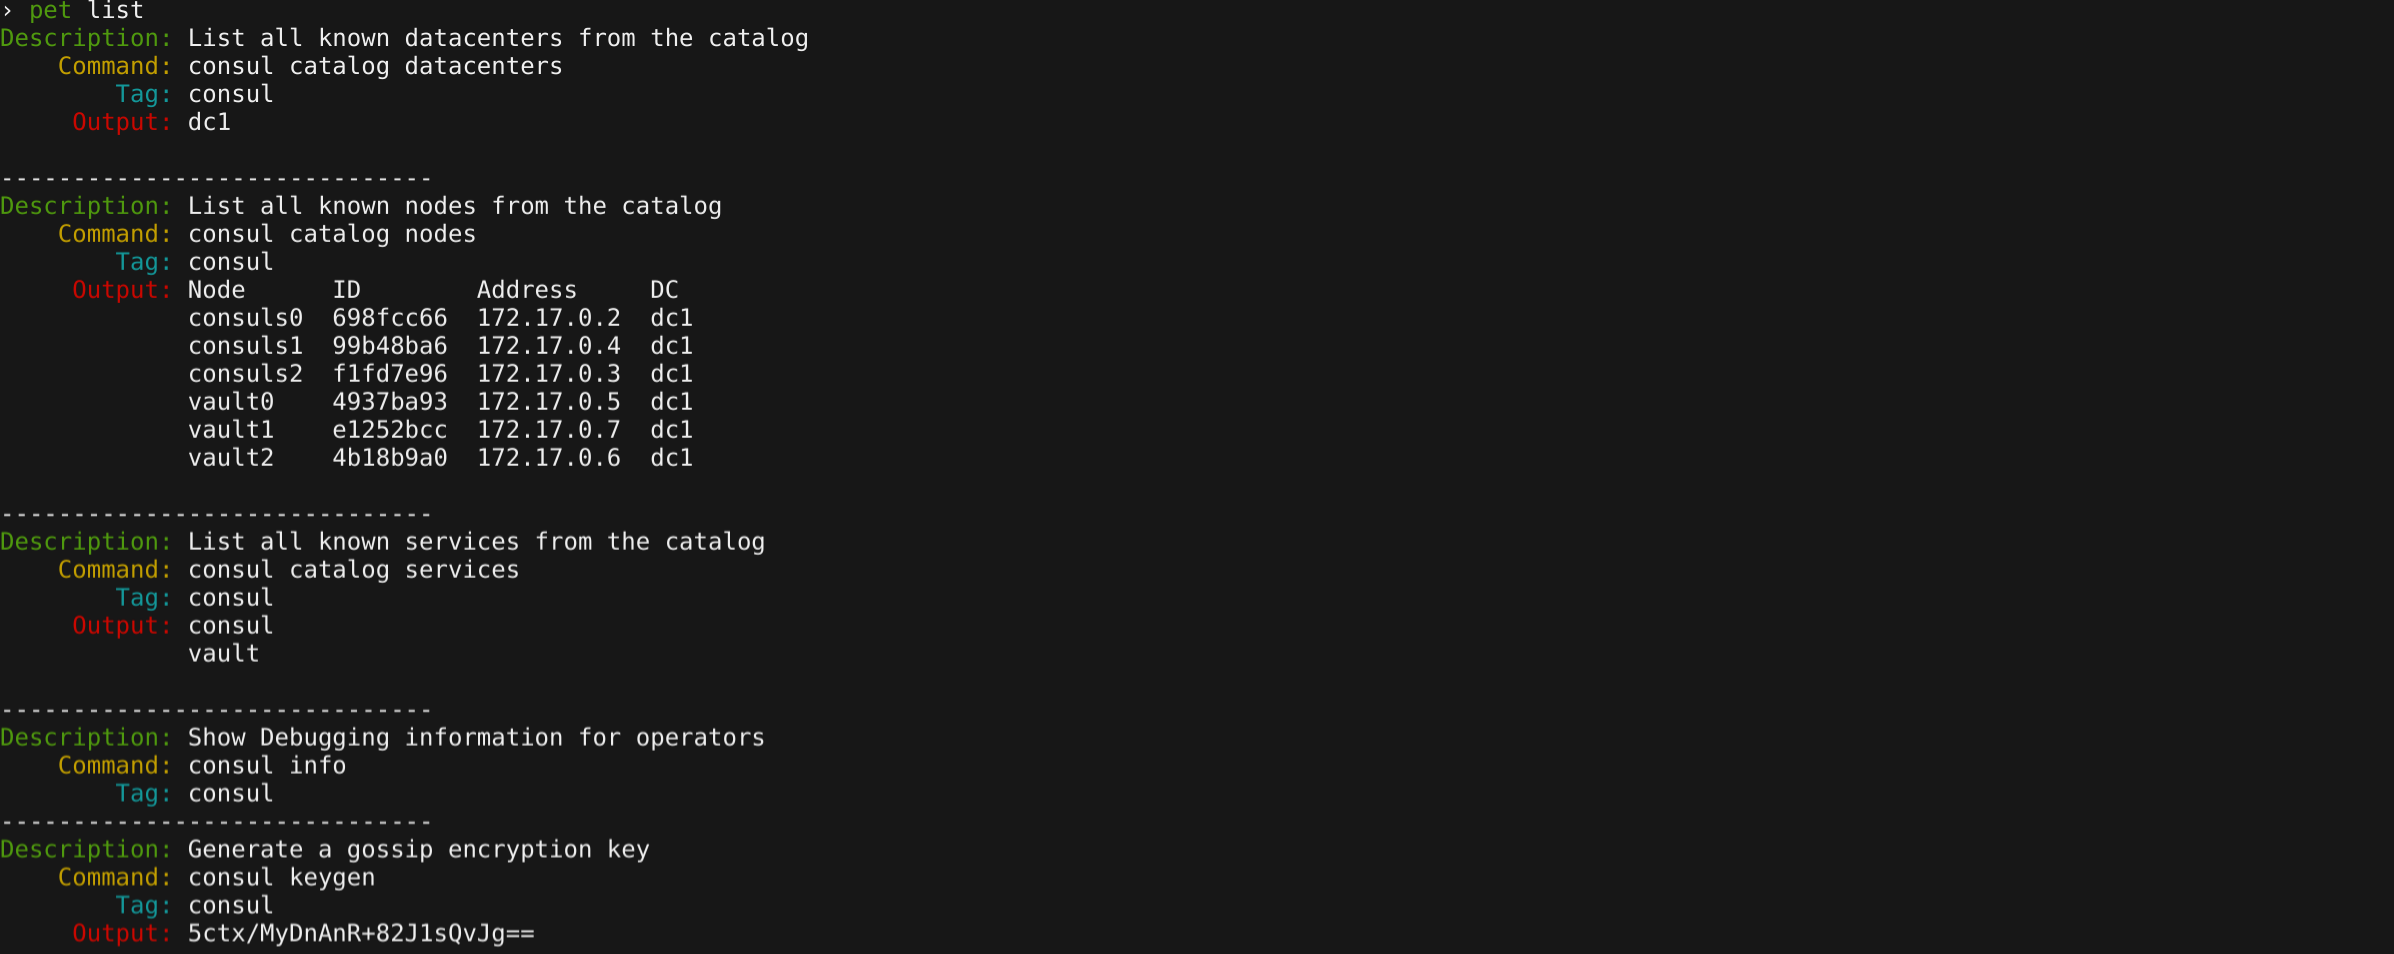 › pet list
Description: List all known datacenters from the catalog
    Command: consul catalog datacenters
        Tag: consul
     Output: dc1

------------------------------
Description: List all known nodes from the catalog
    Command: consul catalog nodes
        Tag: consul
     Output: Node      ID        Address     DC
             consuls0  698fcc66  172.17.0.2  dc1
             consuls1  99b48ba6  172.17.0.4  dc1
             consuls2  f1fd7e96  172.17.0.3  dc1
             vault0    4937ba93  172.17.0.5  dc1
             vault1    e1252bcc  172.17.0.7  dc1
             vault2    4b18b9a0  172.17.0.6  dc1

------------------------------
Description: List all known services from the catalog
    Command: consul catalog services
        Tag: consul
     Output: consul
             vault

------------------------------
Description: Show Debugging information for operators
    Command: consul info
        Tag: consul
------------------------------
Description: Generate a gossip encryption key
    Command: consul keygen
        Tag: consul
     Output: 5ctx/MyDnAnR+82J1sQvJg==